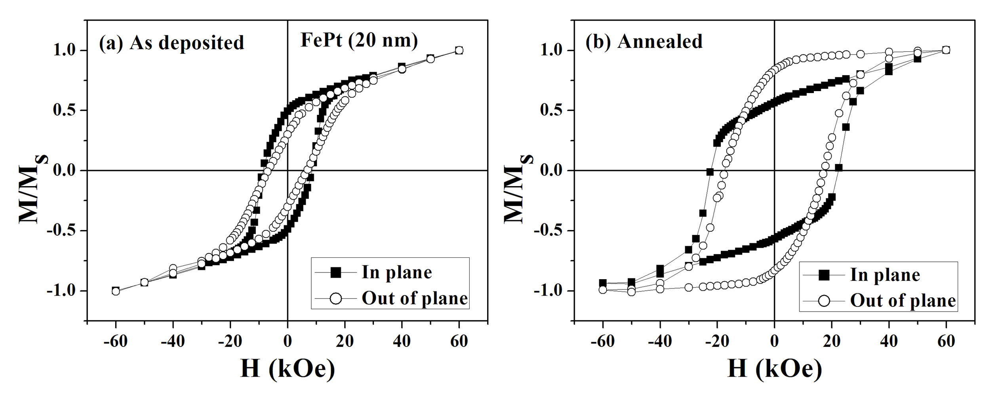 (a) As deposited
FePt (20 nm)
1.0
0.5
0.0
-0.5
-1.0
M/Ms
In plane
Out of plane
-60 -40 -20 0 20 40 60
H (kOe)
(b) Annealed
1.0
0.5
0.0
-0.5
-1.0
M/Ms
In plane
Out of plane
-60 -40 -20 0 20 40 60
H (kOe)